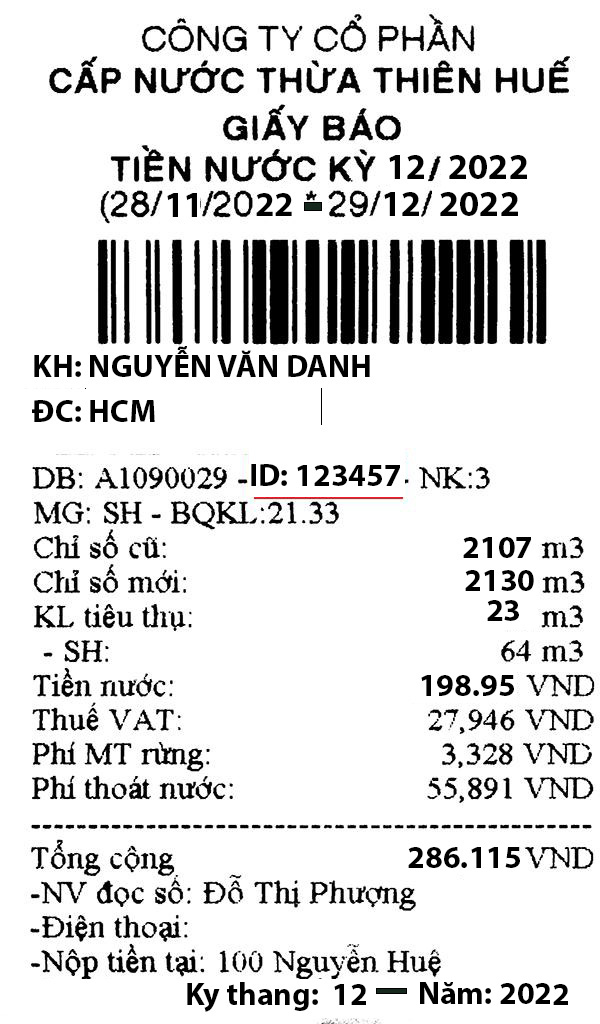 CÔNG TY CỔ PHẦN
CẤP NƯỚC THỪA THIÊN HUẾ
GIẤY BÁO
TIỀN NƯỚC KỲ 12/ 2022
(28/11/2022 - 29/12/ 2022
KH: NGUYỄN VĂN DANH
ĐC: HCM
DB: A1090029 -ID: 123457. NK:3
MG: SH - BQKL:21.33
Chỉ số cũ: 2107 m3
Chỉ số mới: 2130 m3
KL tiêu thụ: 23 m3
- SH: 64 m3
Tiền nước: 198.95 VND
Thuế VAT: 27,946 VND
Phí MT rừng: 3,328 VND
Phí thoát nước: 55,891 VND
Tổng cộng 286.115 VND
-NV đọc số: Đỗ Thị Phượng
-Điện thoại:
-Nộp tiền tại: 100 Nguyễn Huệ
Ky thang: 12 — Năm: 2022